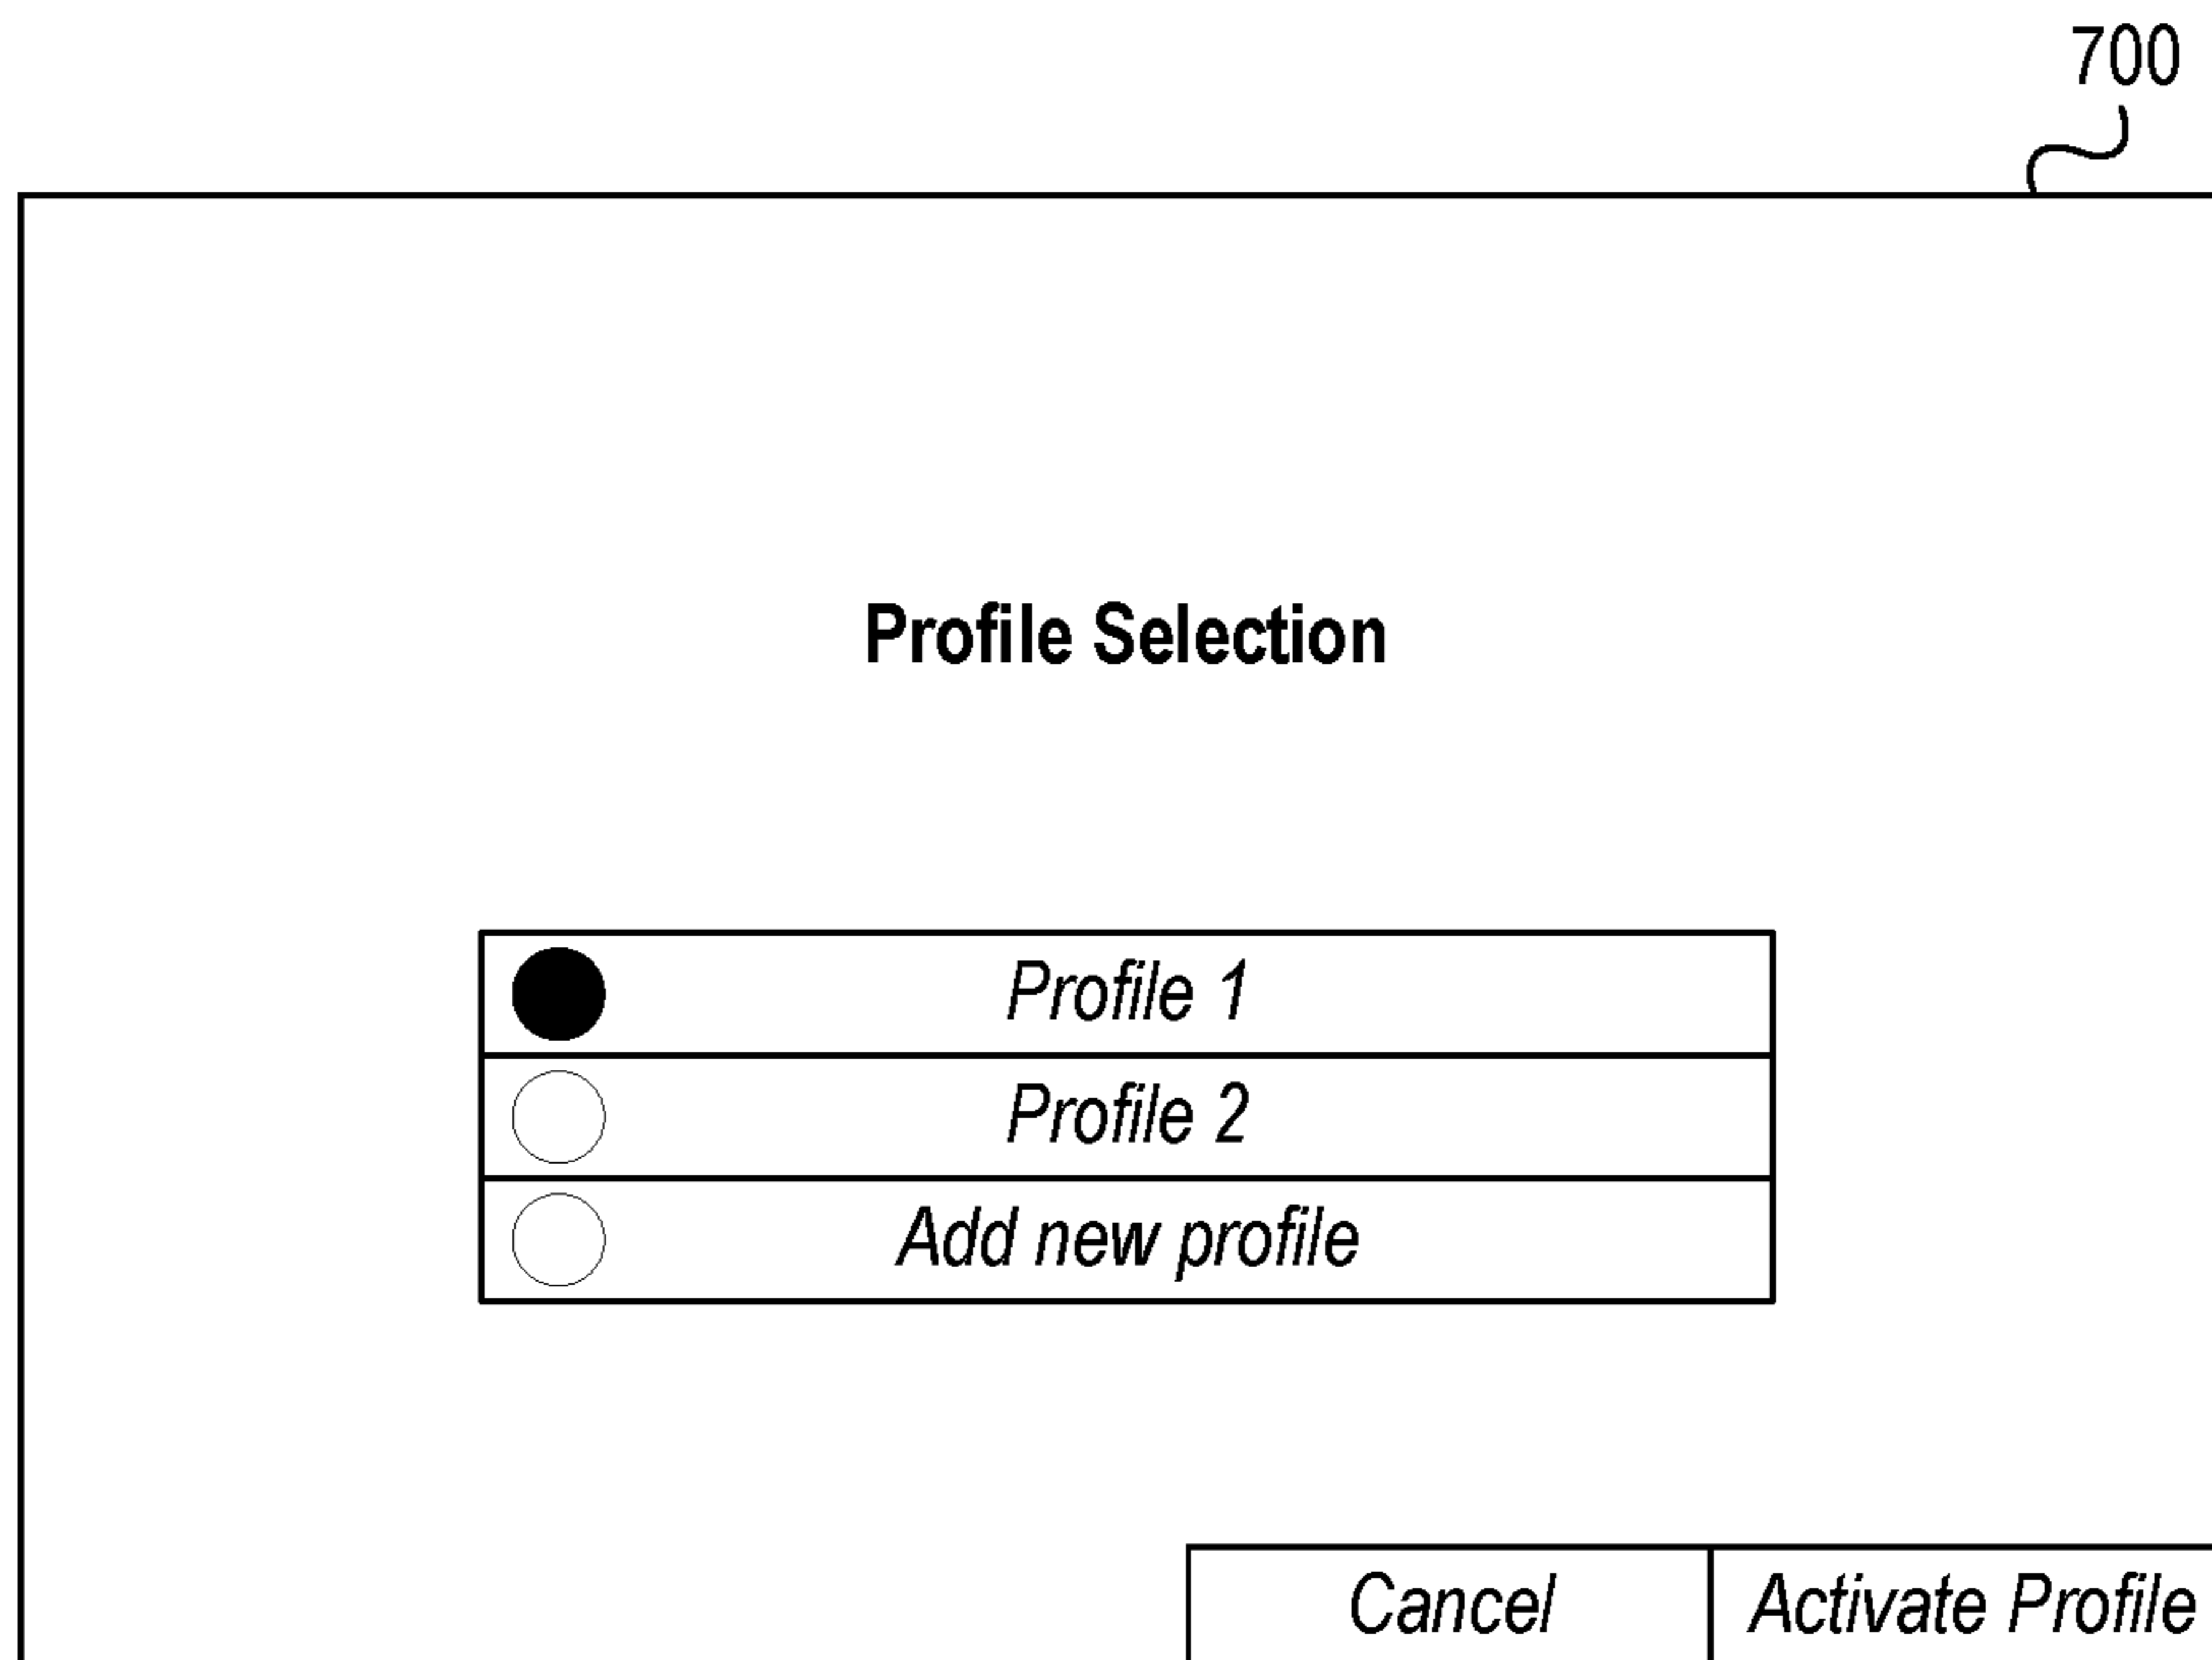 700
Profile Selection
Profile 1
Profile 2
Add new profile
Cancel
Activate Profile